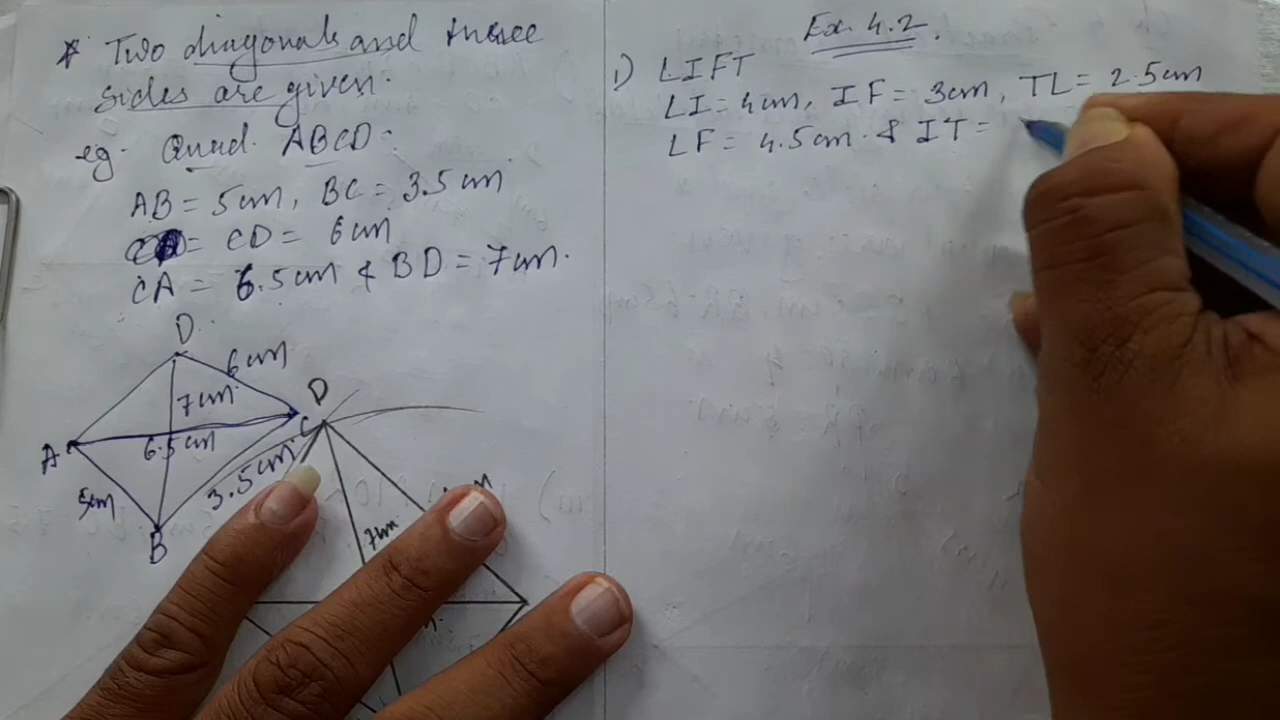 * Two diagonals and three
sides are given.
eg. Quad. ABCD.
AB = 5cm, BC = 3.5cm
= CD = 6cm
CA = 6.5cm & BD = 7cm.
D
6cm
7cm
A
6.5cm
C
5cm
3.5cm
B
D
7cm
Ex. 4.2.
1) LIFT
LI = 4cm, IF = 3cm, TL = 2.5cm
LF = 4.5cm & IT =